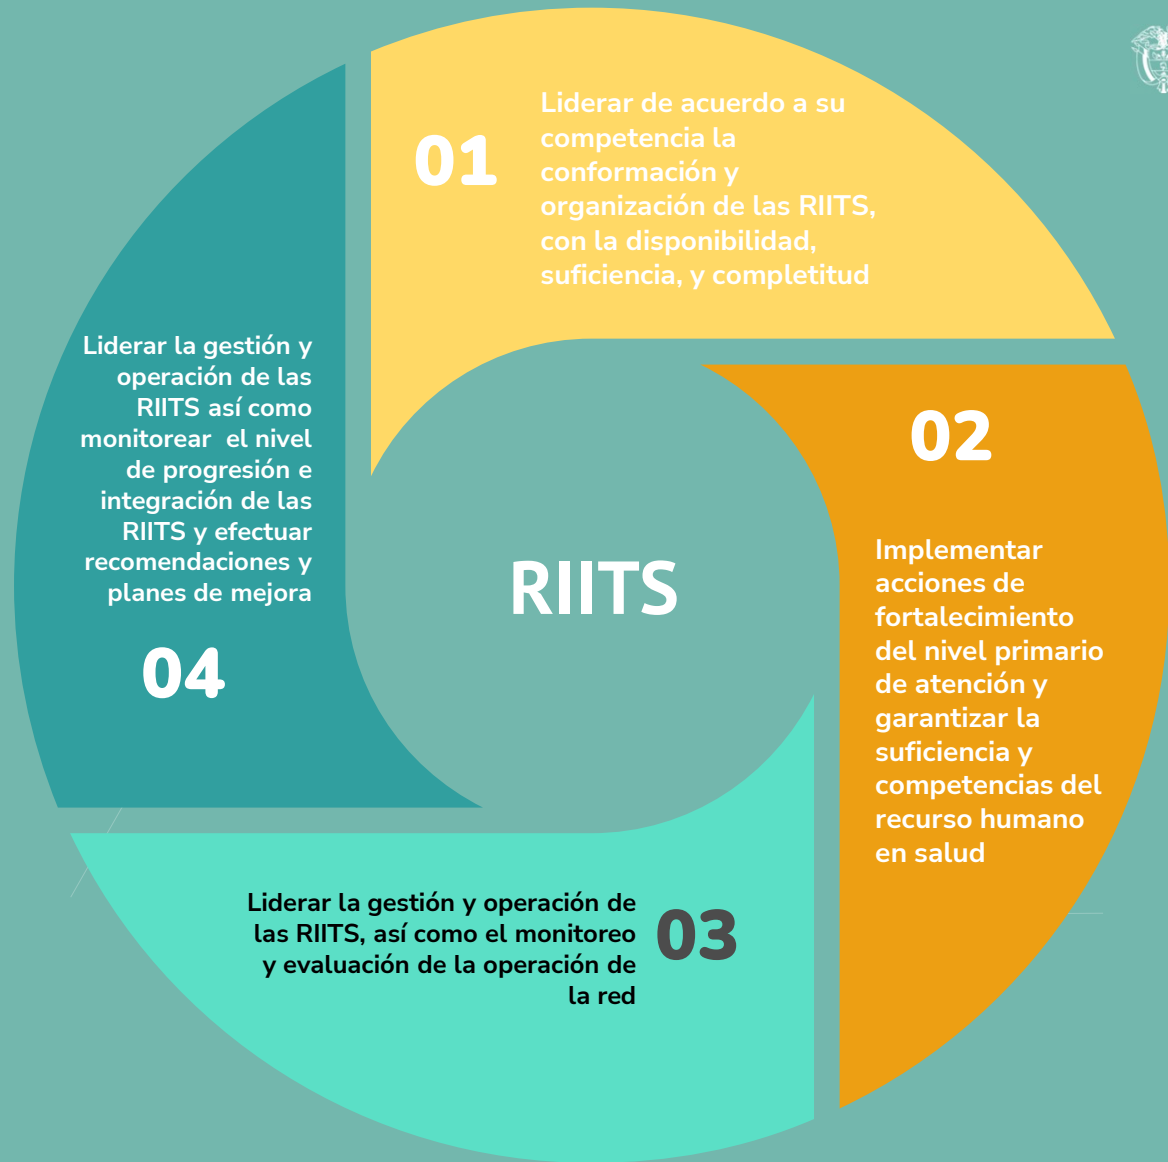 01
Liderar de acuerdo a su
competencia la
conformación y
organización de las RIITS,
con la disponibilidad,
suficiencia, y completitud
02
Implementar
acciones de
fortalecimiento
del nivel primario
de atención y
garantizar la
suficiencia y
competencias del
recurso humano
en salud
RIITS
Liderar la gestión y operación de
las RIITS, así como el monitoreo
y evaluación de la operación de
la red
03
Liderar la gestión y
operación de las
RIITS así como
monitorear  el nivel
de progresión e
integración de las
RIITS y efectuar
recomendaciones y
planes de mejora
04